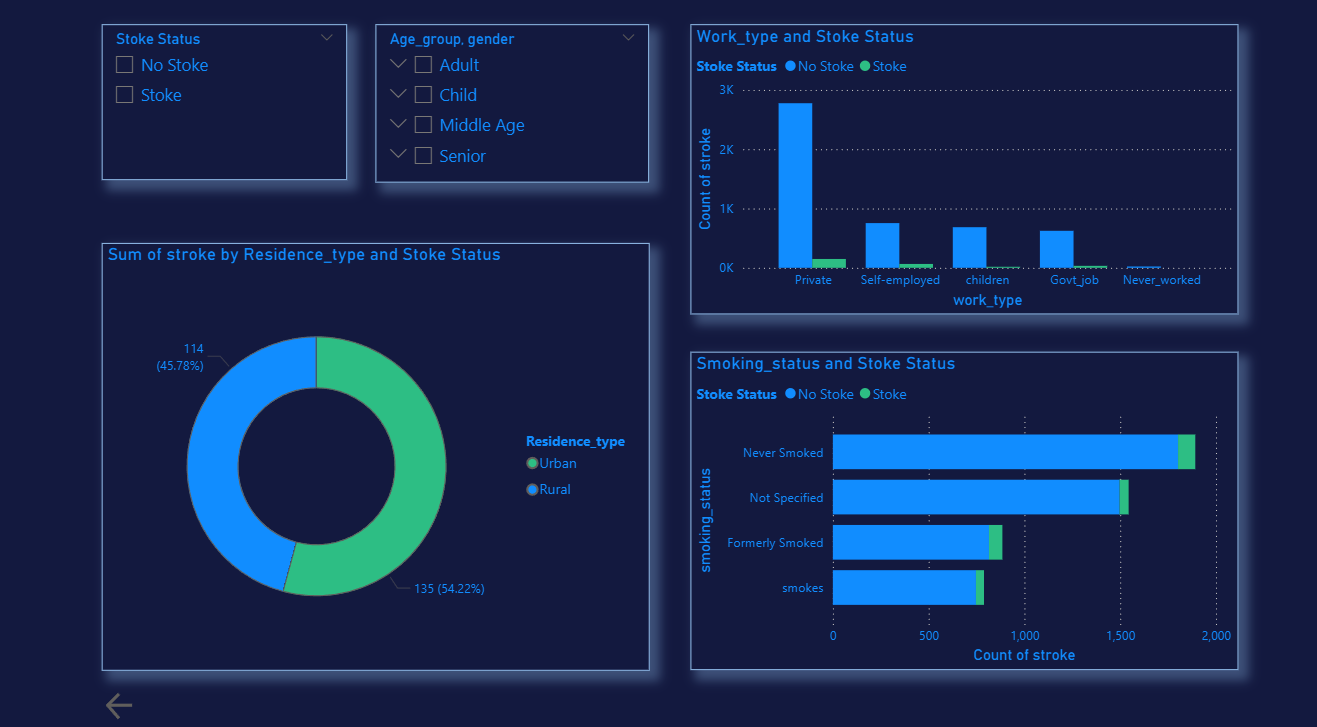 Stoke Status
No Stoke
Stoke
Age_group, gender
Adult
Child
Middle Age
Senior
Work_type and Stoke Status
Stoke Status No Stoke Stoke
Count of stroke
3K
2K
1K
0K
Private Self-employed children Govt_job Never_worked
work_type
Sum of stroke by Residence_type and Stoke Status
114
(45.78%)
135 (54.22%)
Residence_type
Urban
Rural
Smoking_status and Stoke Status
Stoke Status No Stoke Stoke
smoking_status
Never Smoked
Not Specified
Formerly Smoked
smokes
0 500 1,000 1,500 2,000
Count of stroke